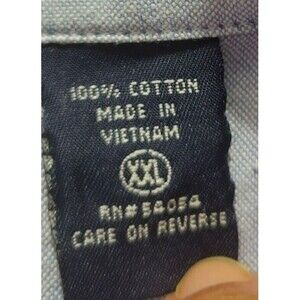 100% COTTON
MADE IN
VIETNAM
XXL
RN# 54054
CARE ON REVERSE